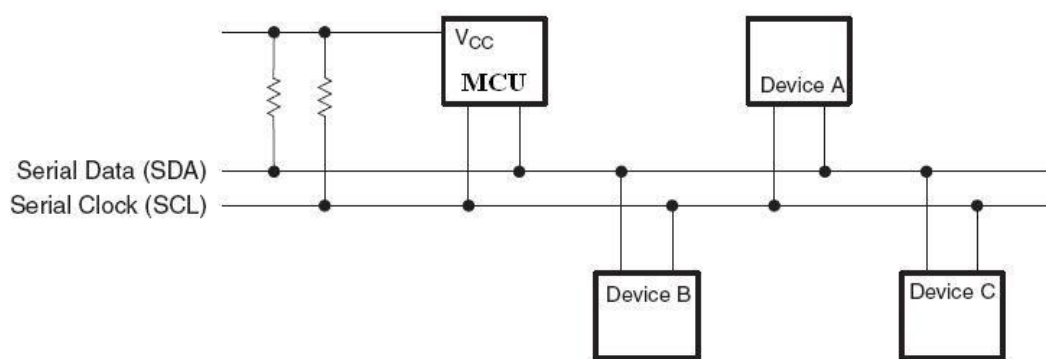 VCC
MCU
Device A
Serial Data (SDA)
Serial Clock (SCL)
Device B
Device C